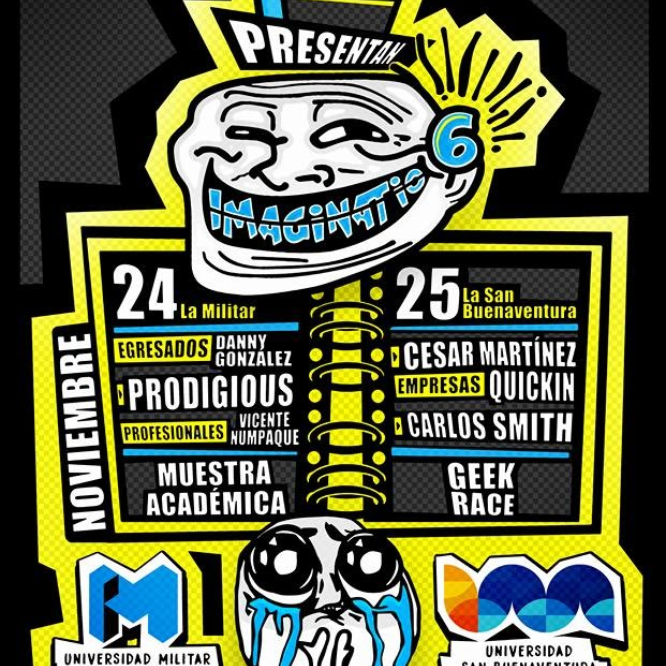 PRESENTAN
6
IMAGINATIO
NOVIEMBRE
24 La Militar
EGRESADOS DANNY
GONZÁLEZ
PRODIGIOUS
PROFESIONALES VICENTE
NUMPAQUE
MUESTRA
ACADÉMICA
25 La San
Buenaventura
CESAR MARTÍNEZ
EMPRESAS QUICKIN
CARLOS SMITH
GEEK
RACE
UNIVERSIDAD MILITAR
UNIVERSIDAD
SAN BUENAVENTURA